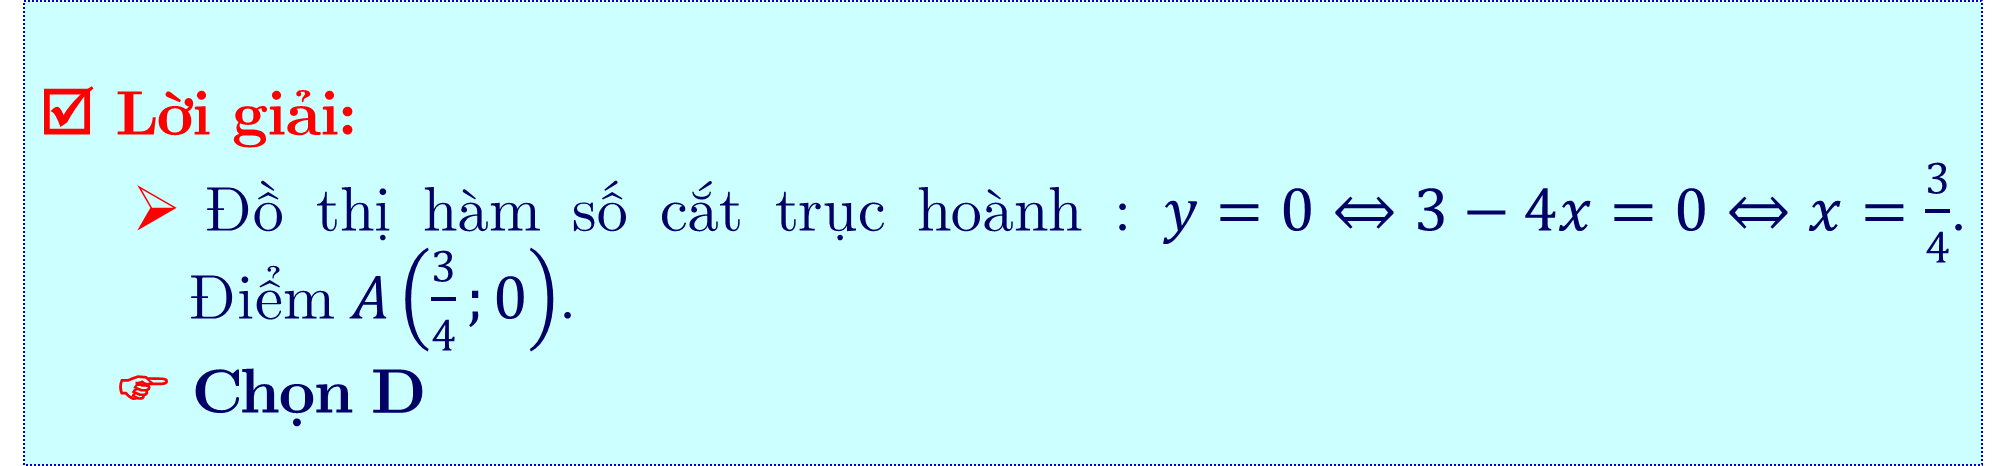 ☑ Lời giải:
➢ Đồ thị hàm số cắt trục hoành : y = 0 ⇔ 3 − 4x = 0 ⇔ x = 3/4.
Điểm A(3/4; 0).
☞ Chọn D